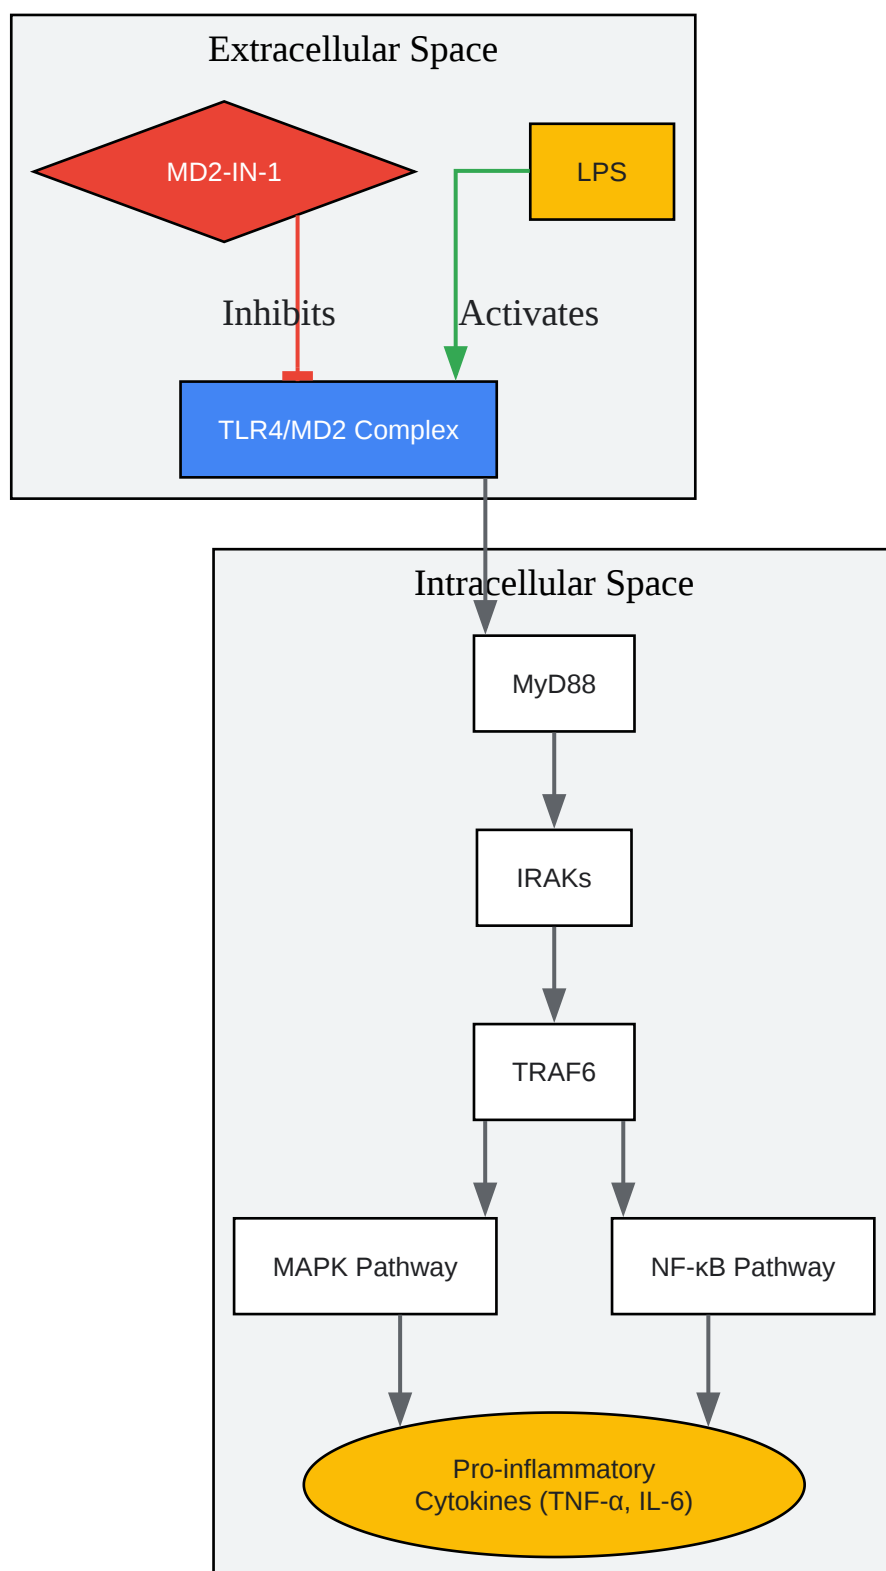 Extracellular Space
MD2-IN-1
LPS
Inhibits
Activates
TLR4/MD2 Complex
Intracellular Space
MyD88
IRAKs
TRAF6
MAPK Pathway
NF-κB Pathway
Pro-inflammatory
Cytokines (TNF-α, IL-6)